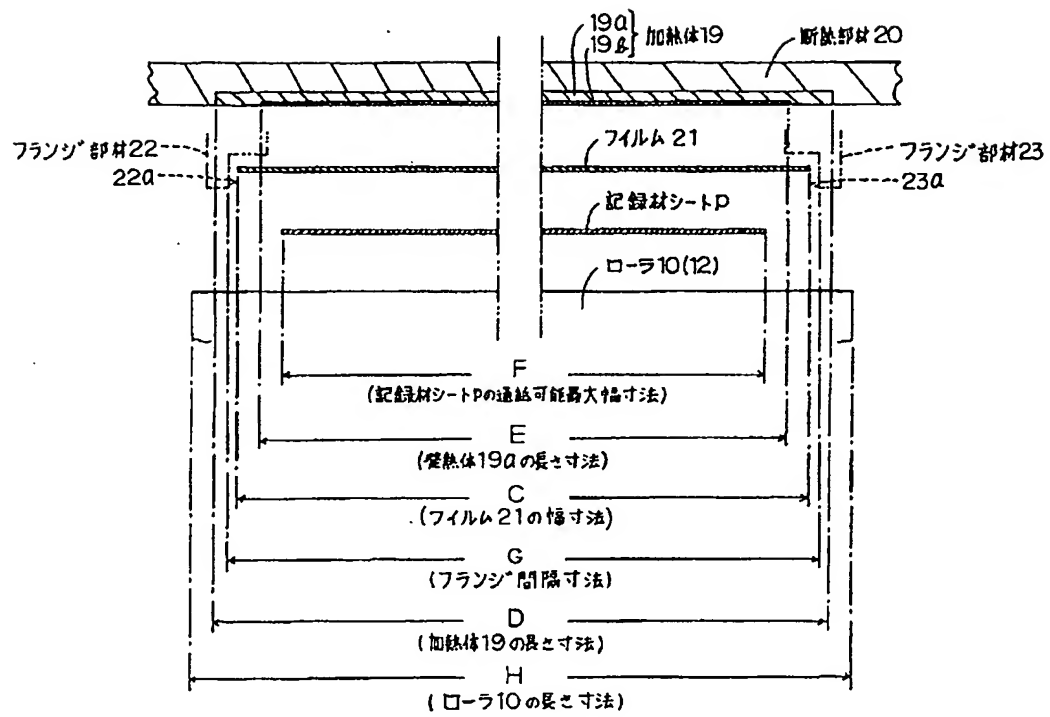 19a
19b
加熱体19
断熱部材20
フランジ部材22
22a
フイルム21
フランジ部材23
23a
記録材シートP
ローラ10(12)
F
(記録材シートPの通紙可能最大幅寸法)
E
(発熱体19aの長さ寸法)
C
(フイルム21の幅寸法)
G
(フランジ間隔寸法)
D
(加熱体19の長さ寸法)
H
(ローラ10の長さ寸法)